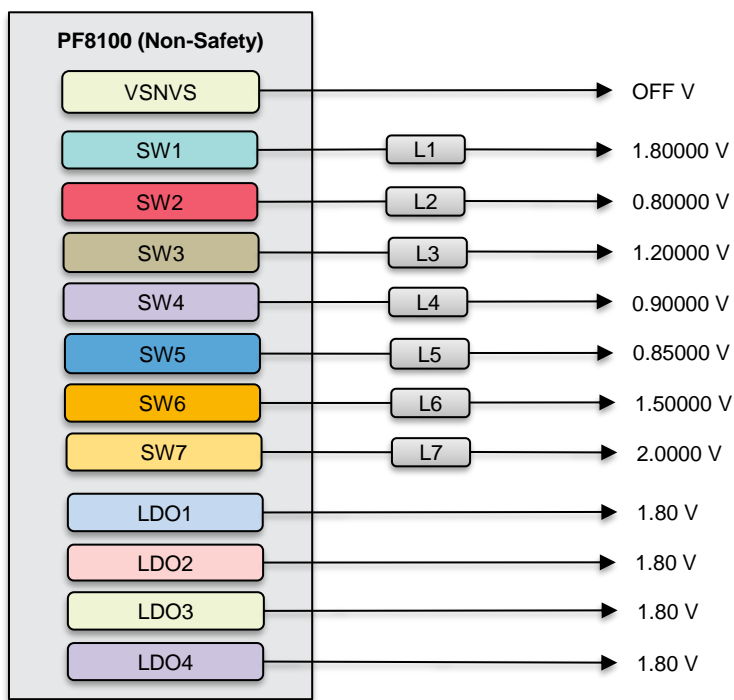 PF8100 (Non-Safety)
VSNVS OFF V
SW1 L1 1.80000 V
SW2 L2 0.80000 V
SW3 L3 1.20000 V
SW4 L4 0.90000 V
SW5 L5 0.85000 V
SW6 L6 1.50000 V
SW7 L7 2.0000 V
LDO1 1.80 V
LDO2 1.80 V
LDO3 1.80 V
LDO4 1.80 V